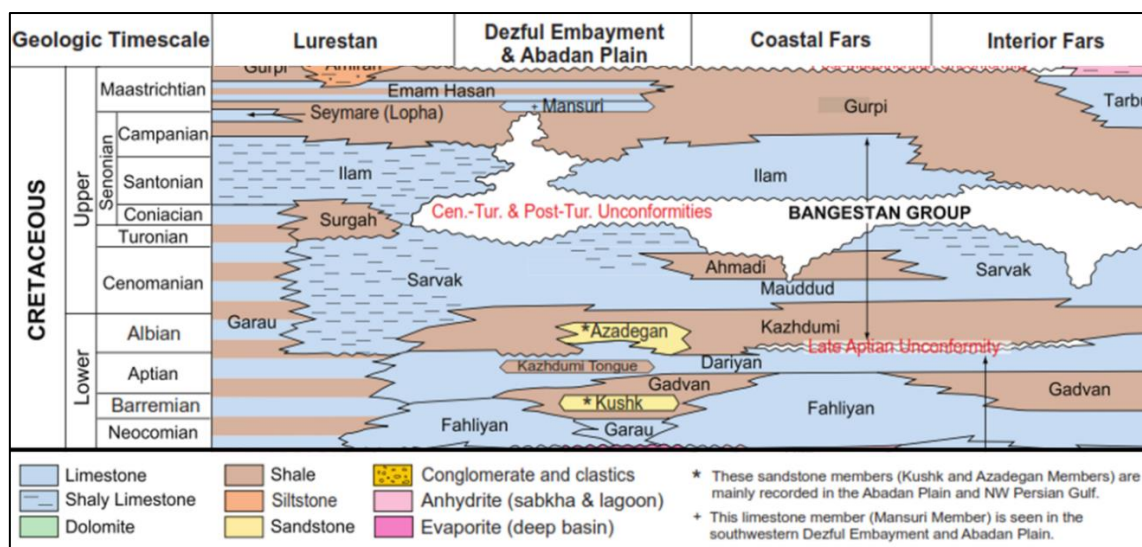 Geologic Timescale
Lurestan
Dezful Embayment
& Abadan Plain
Coastal Fars
Interior Fars
CRETACEOUS
Upper
Lower
Senonian
Maastrichtian
Campanian
Santonian
Coniacian
Turonian
Cenomanian
Albian
Aptian
Barremian
Neocomian
Gurpi
Amiran
Emam Hasan
Seymare (Lopha)
+ Mansuri
Gurpi
Tarbu
Ilam
Ilam
Surgah
Cen.-Tur. & Post-Tur. Unconformities
BANGESTAN GROUP
Ahmadi
Sarvak
Sarvak
Mauddud
Garau
*Azadegan
Kazhdumi
Late Aptian Unconformity
Kazhdumi Tongue
Dariyan
Gadvan
Gadvan
* Kushk
Fahliyan
Fahliyan
Garau
Limestone
Shaly Limestone
Dolomite
Shale
Siltstone
Sandstone
Conglomerate and clastics
Anhydrite (sabkha & lagoon)
Evaporite (deep basin)
* These sandstone members (Kushk and Azadegan Members) are
mainly recorded in the Abadan Plain and NW Persian Gulf.
+ This limestone member (Mansuri Member) is seen in the
southwestern Dezful Embayment and Abadan Plain.